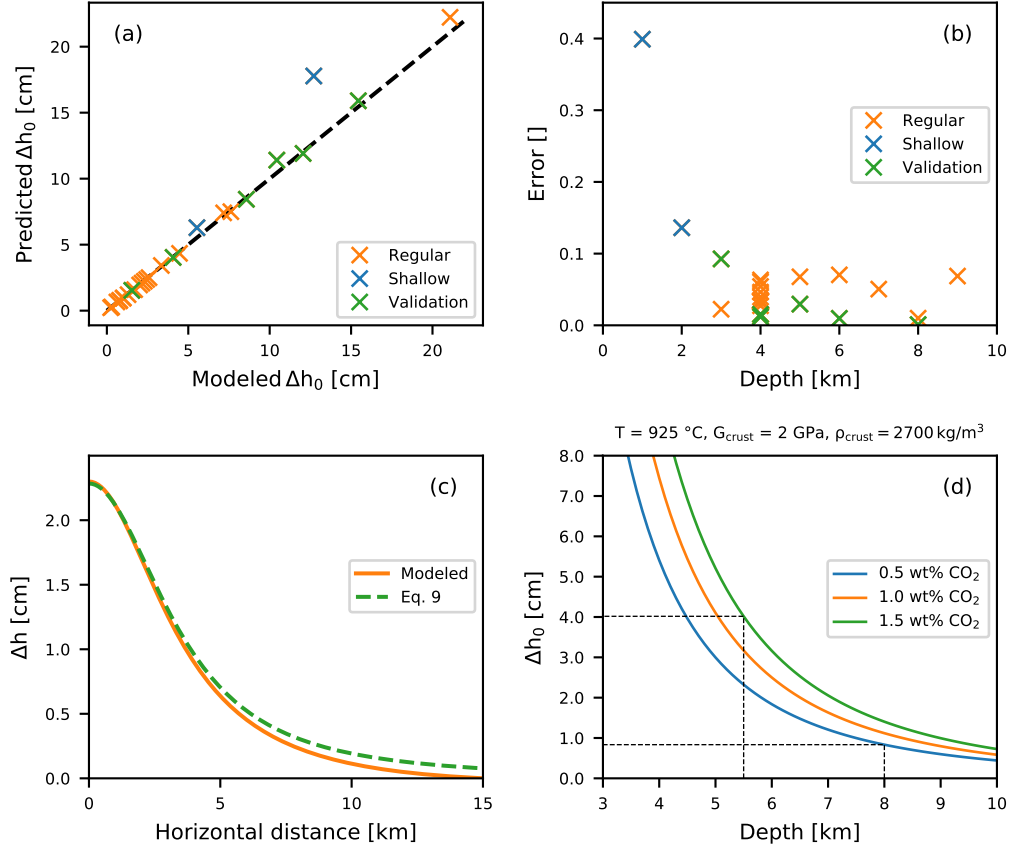 (a)
Predicted Δh₀ [cm]
20
15
10
5
0
0 5 10 15 20
Modeled Δh₀ [cm]
Regular
Shallow
Validation
(b)
Error []
0.4
0.3
0.2
0.1
0.0
0 2 4 6 8 10
Depth [km]
Regular
Shallow
Validation
(c)
Δh [cm]
2.0
1.5
1.0
0.5
0.0
0 5 10 15
Horizontal distance [km]
Modeled
Eq. 9
T = 925 °C, G_crust = 2 GPa, ρ_crust = 2700 kg/m³
(d)
Δh₀ [cm]
8.0
7.0
6.0
5.0
4.0
3.0
2.0
1.0
0.0
3 4 5 6 7 8 9 10
Depth [km]
0.5 wt% CO₂
1.0 wt% CO₂
1.5 wt% CO₂